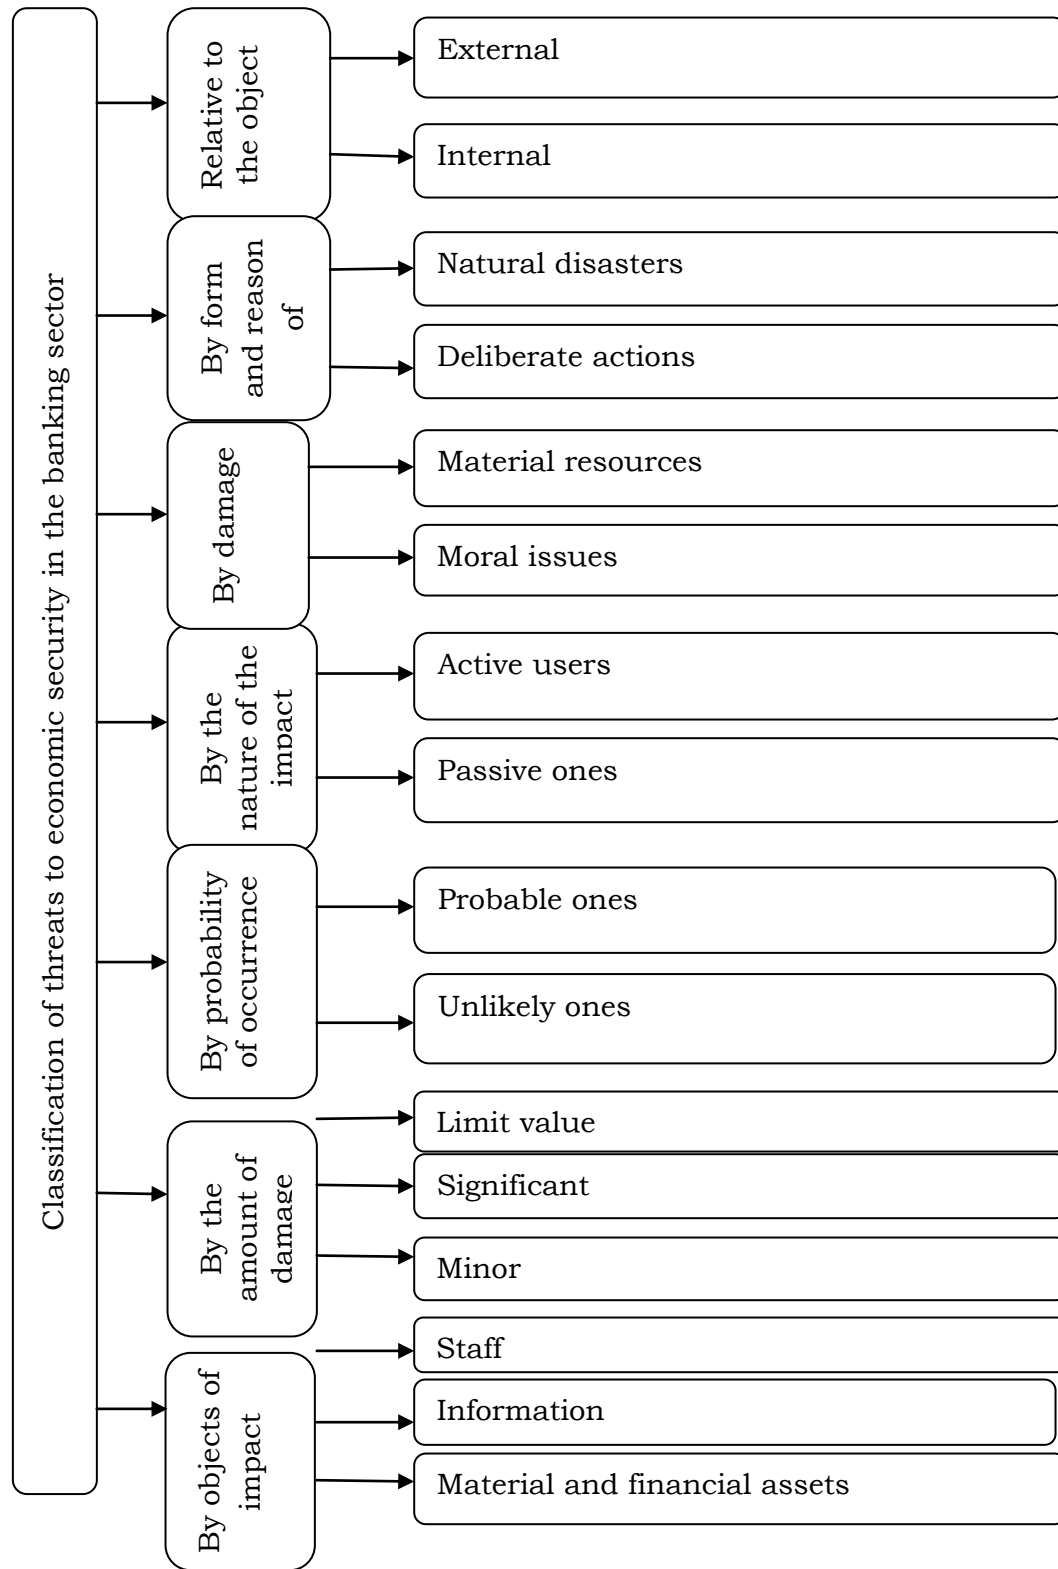 Classification of threats to economic security in the banking sector
Relative to
the object
External
Internal
By form
and reason
of
Natural disasters
Deliberate actions
By damage
Material resources
Moral issues
By the
nature of the
impact
Active users
Passive ones
By probability
of occurrence
Probable ones
Unlikely ones
By the
amount of
damage
Limit value
Significant
Minor
By objects of
impact
Staff
Information
Material and financial assets